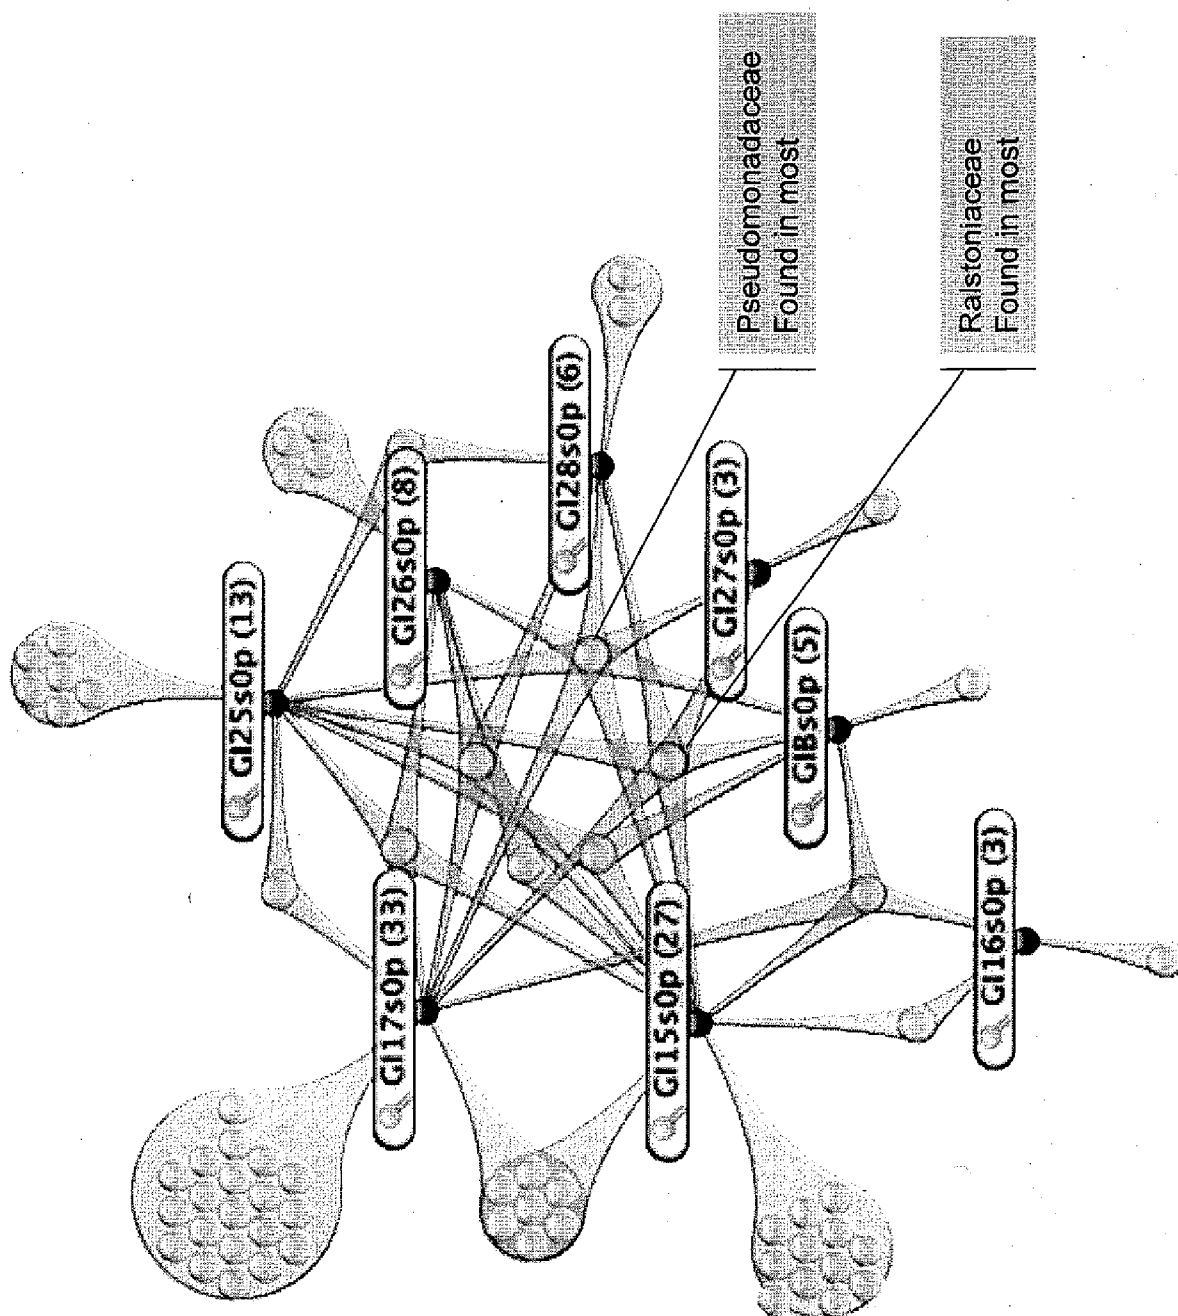 GI25s0p (13)
GI26s0p (8)
GI28s0p (6)
GI27s0p (3)
GI17s0p (33)
GI15s0p (27)
GI8s0p (5)
GI16s0p (3)
Pseudomonadaceae
Found in most
Ralstoniaceae
Found in most